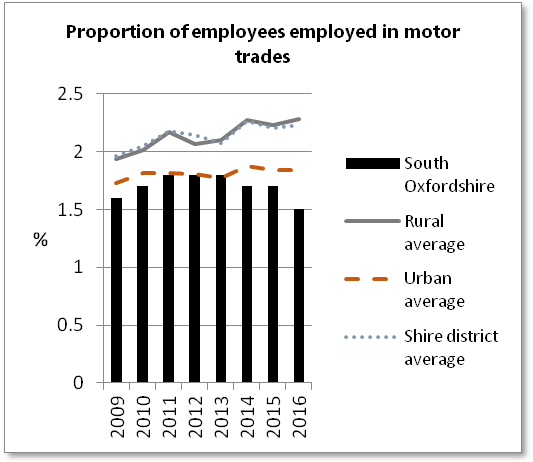 Proportion of employees employed in motor
trades
2.5
2
1.5
1
0.5
0
%
2009
2010
2011
2012
2013
2014
2015
2016
South
Oxfordshire
Rural
average
Urban
average
Shire district
average